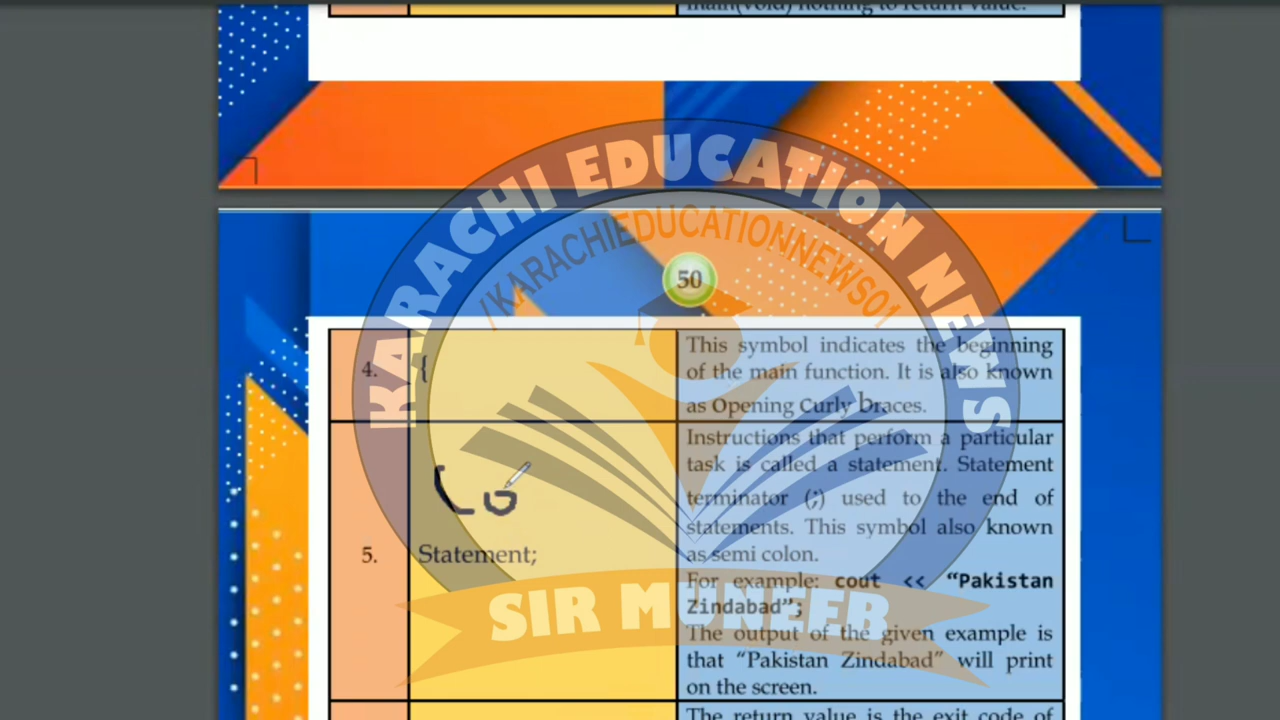 main(void) nothing to return value.
KARACHI EDUCATION NEWS
/KARACHIEDUCATIONNEWS01
50
4.
{
This symbol indicates the beginning
of the main function. It is also known
as Opening Curly braces.
5.
Statement;
Instructions that perform a particular
task is called a statement. Statement
terminator (;) used to the end of
statements. This symbol also known
as semi colon.
For example: cout << “Pakistan
Zindabad”;
The output of the given example is
that “Pakistan Zindabad” will print
on the screen.
SIR MUNEEB
The return value is the exit code of